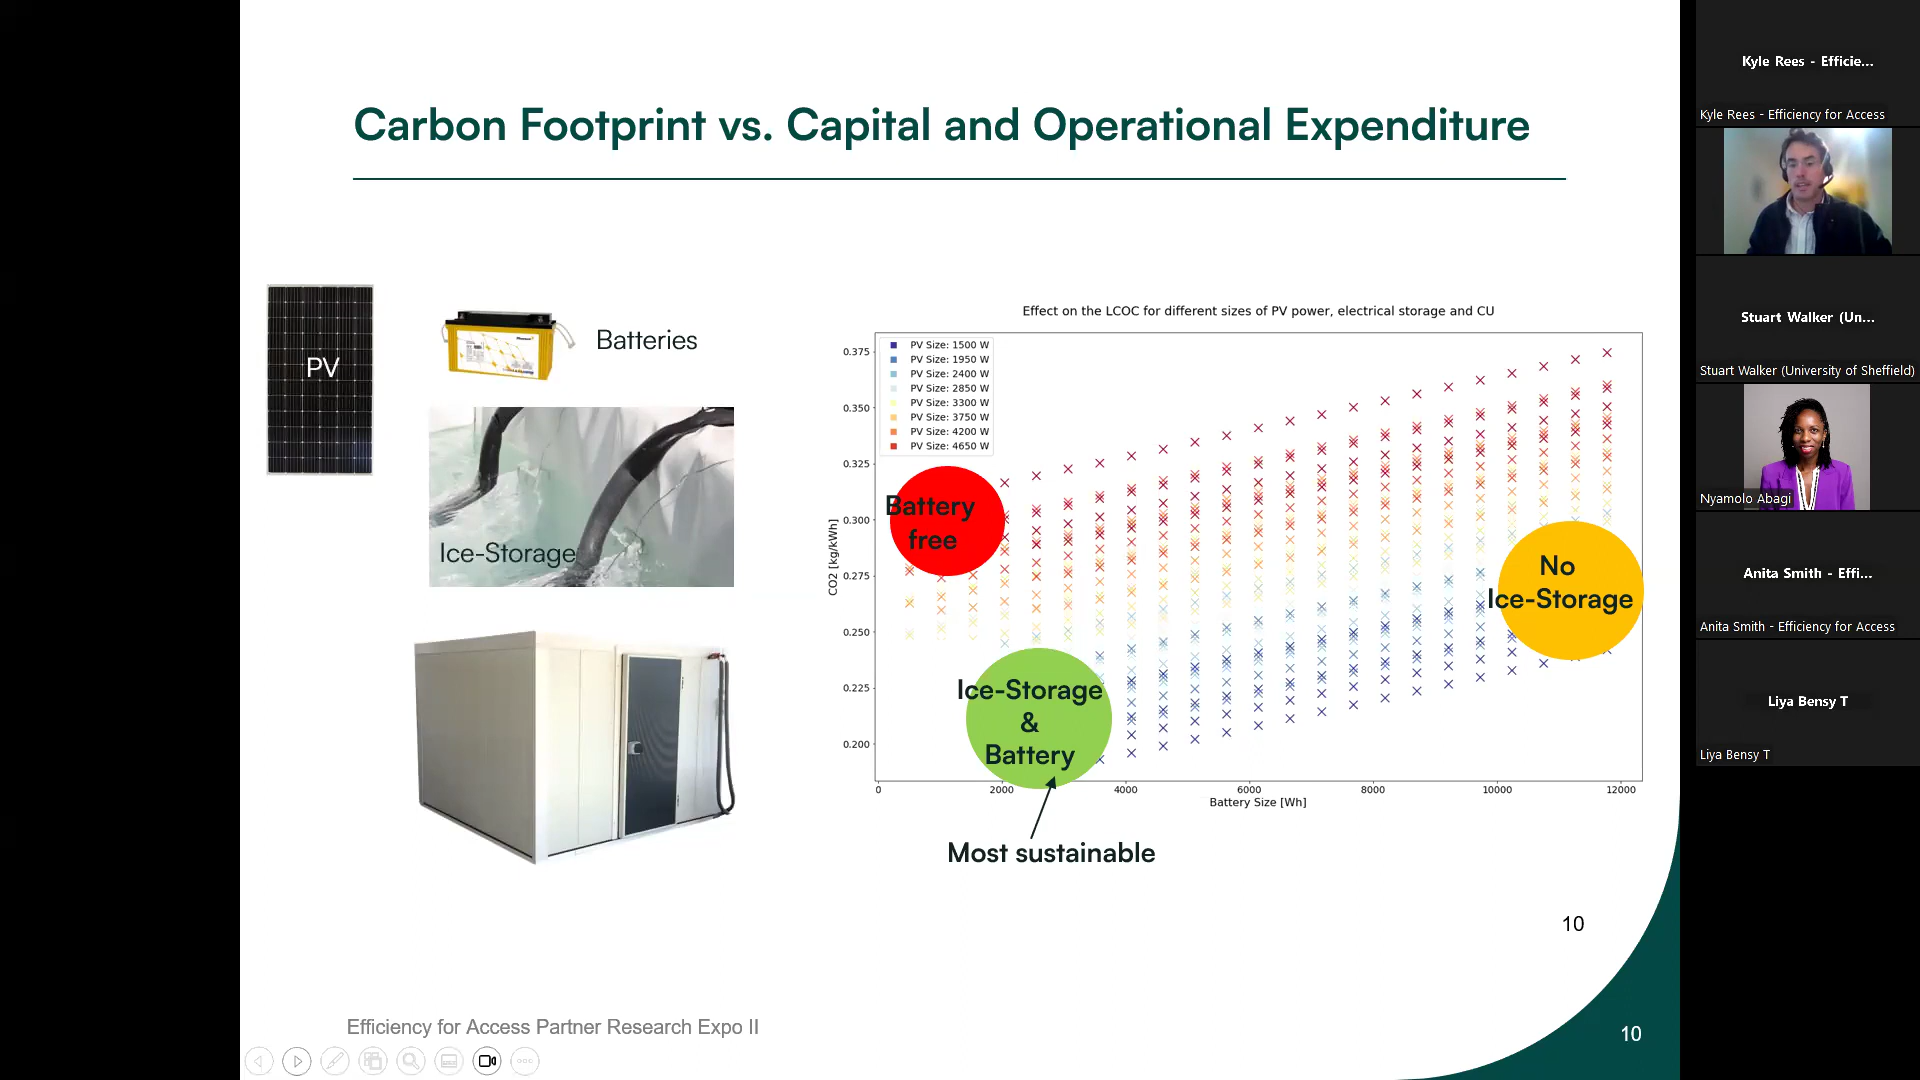 Carbon Footprint vs. Capital and Operational Expenditure
PV
Batteries
Ice-Storage
Effect on the LCOC for different sizes of PV power, electrical storage and CU
PV Size: 1500 W
PV Size: 1950 W
PV Size: 2400 W
PV Size: 2850 W
PV Size: 3300 W
PV Size: 3750 W
PV Size: 4200 W
PV Size: 4650 W
0.375
0.350
0.325
0.300
0.275
0.250
0.225
0.200
CO2 [kg/kWh]
0
2000
4000
6000
8000
10000
12000
Battery Size [Wh]
Battery
free
No
Ice-Storage
Ice-Storage
&
Battery
Most sustainable
10
Efficiency for Access Partner Research Expo II
10
Kyle Rees - Efficie...
Kyle Rees - Efficiency for Access
Stuart Walker (Un...
Stuart Walker (University of Sheffield)
Nyamolo Abagi
Anita Smith - Effi...
Anita Smith - Efficiency for Access
Liya Bensy T
Liya Bensy T